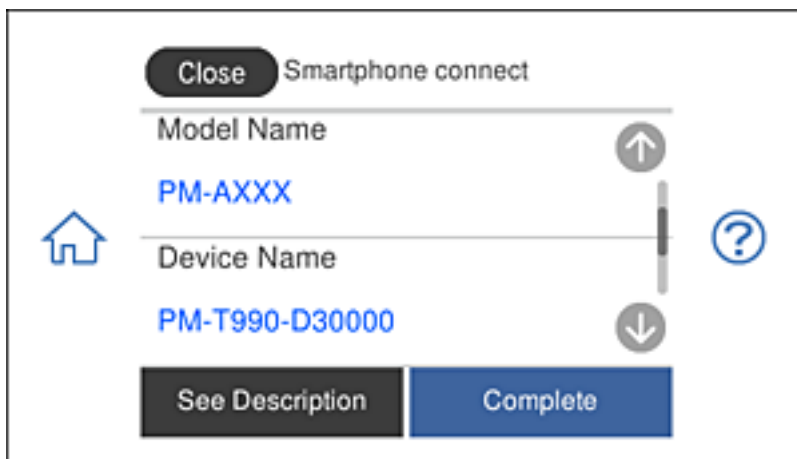 Close Smartphone connect
Model Name
PM-AXXX
Device Name
PM-T990-D30000
See Description Complete